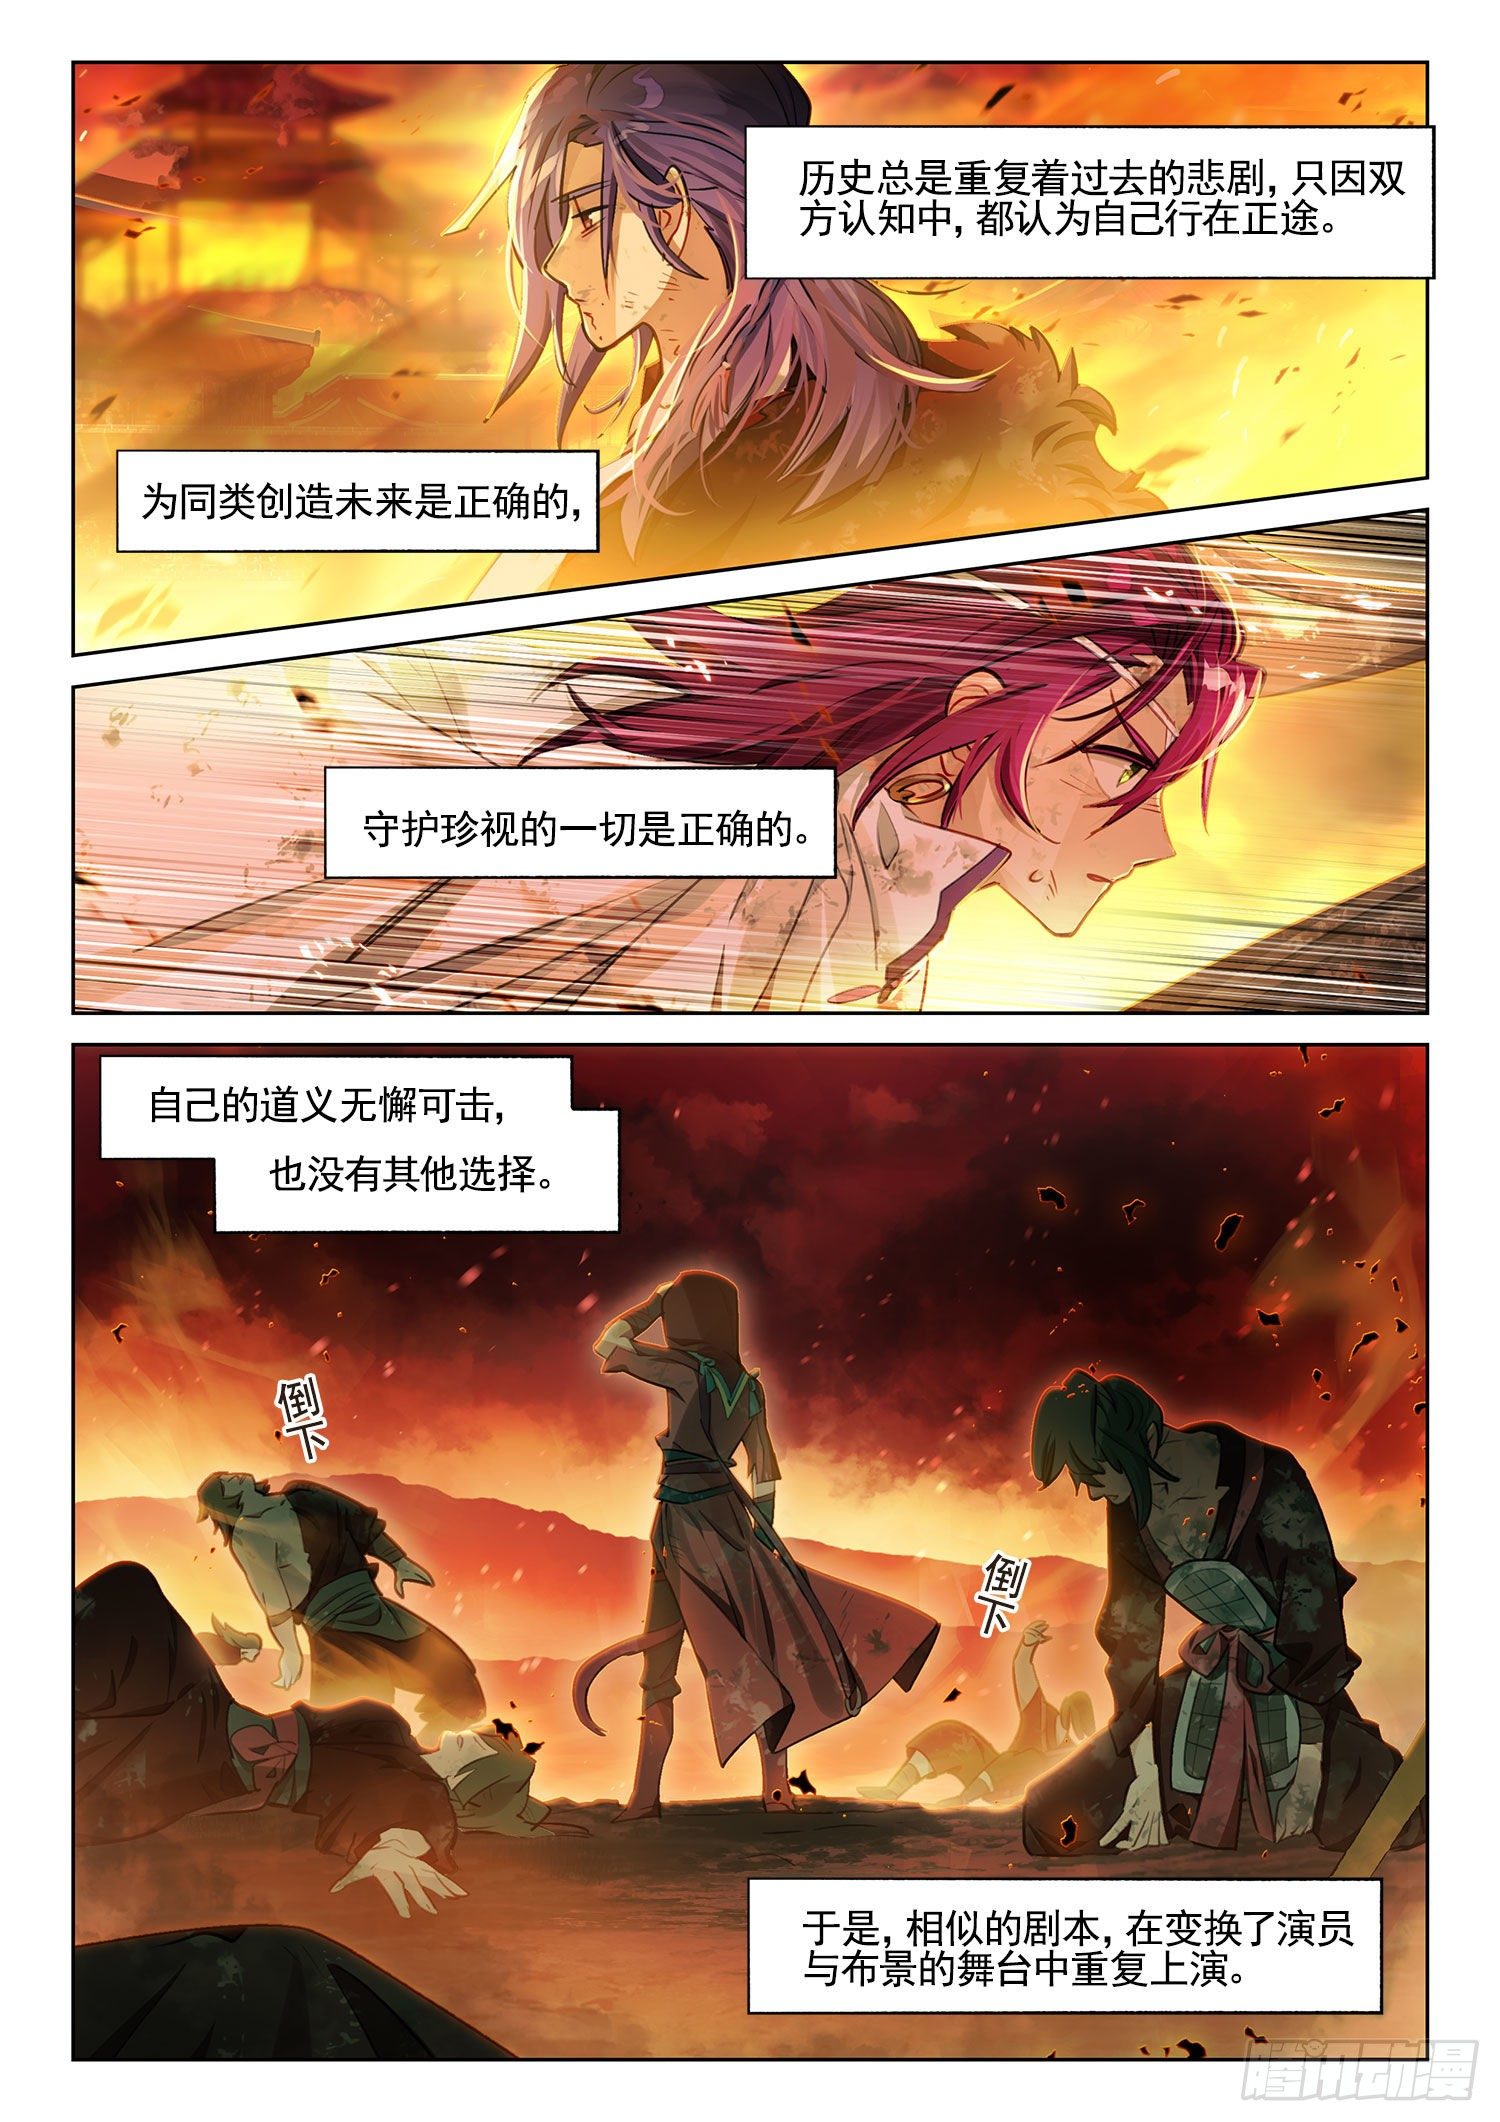 历史总是重复着过去的悲剧，只因双
方认知中，都认为自己行在正途。
为同类创造未来是正确的，
守护珍视的一切是正确的。
自己的道义无懈可击，
也没有其他选择。
倒下
倒下
于是，相似的剧本，在变换了演员
与布景的舞台中重复上演。
腾讯动漫